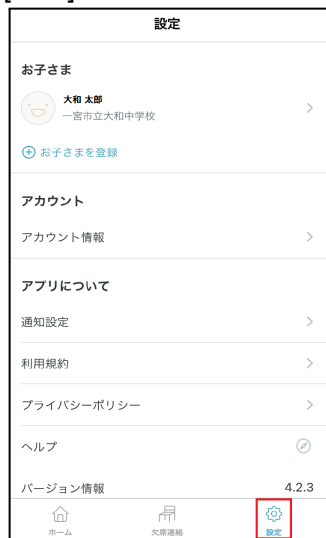 設定
お子さま
大和 太郎
一宮市立大和中学校
お子さまを登録
アカウント
アカウント情報
アプリについて
通知設定
利用規約
プライバシーポリシー
ヘルプ
バージョン情報 4.2.3
ホーム 欠席連絡 設定